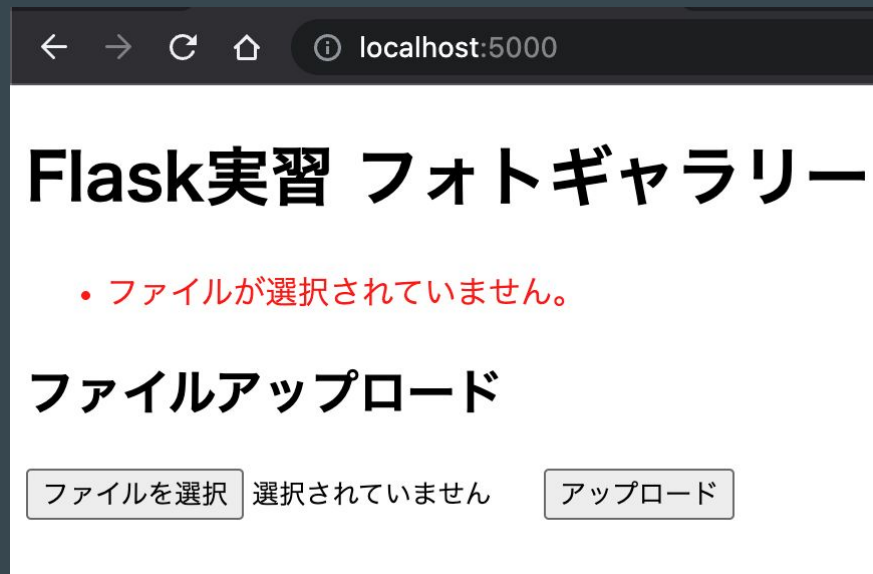 localhost:5000
Flask実習 フォトギャラリー
• ファイルが選択されていません。
ファイルアップロード
ファイルを選択 選択されていません アップロード